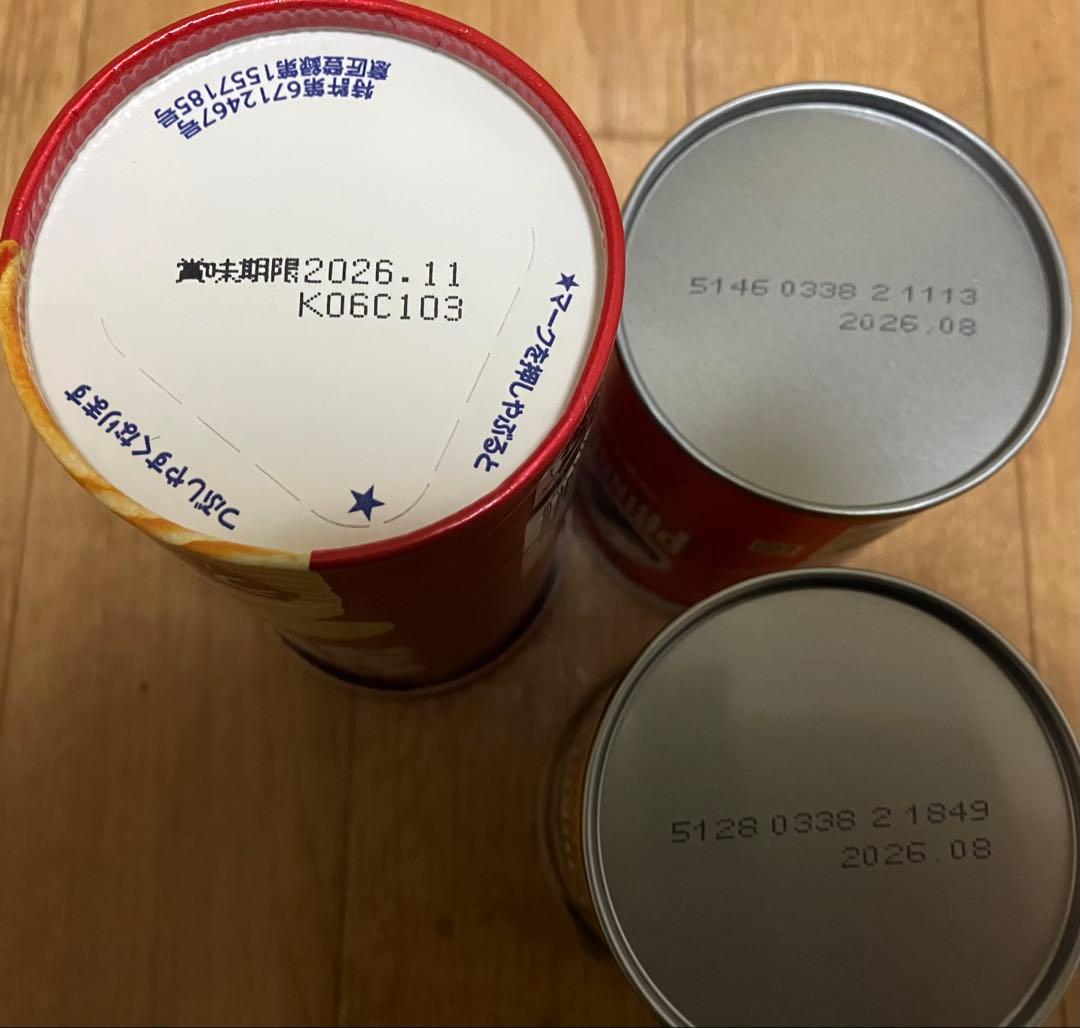 特許第6712467号
意匠登録第1557185号
賞味期限2026.11
K06C103
★マークを押しやぶると
つぶしやすくなります
★
5146 0338 2 1113
2026.08
5128 0338 2 1849
2026.08